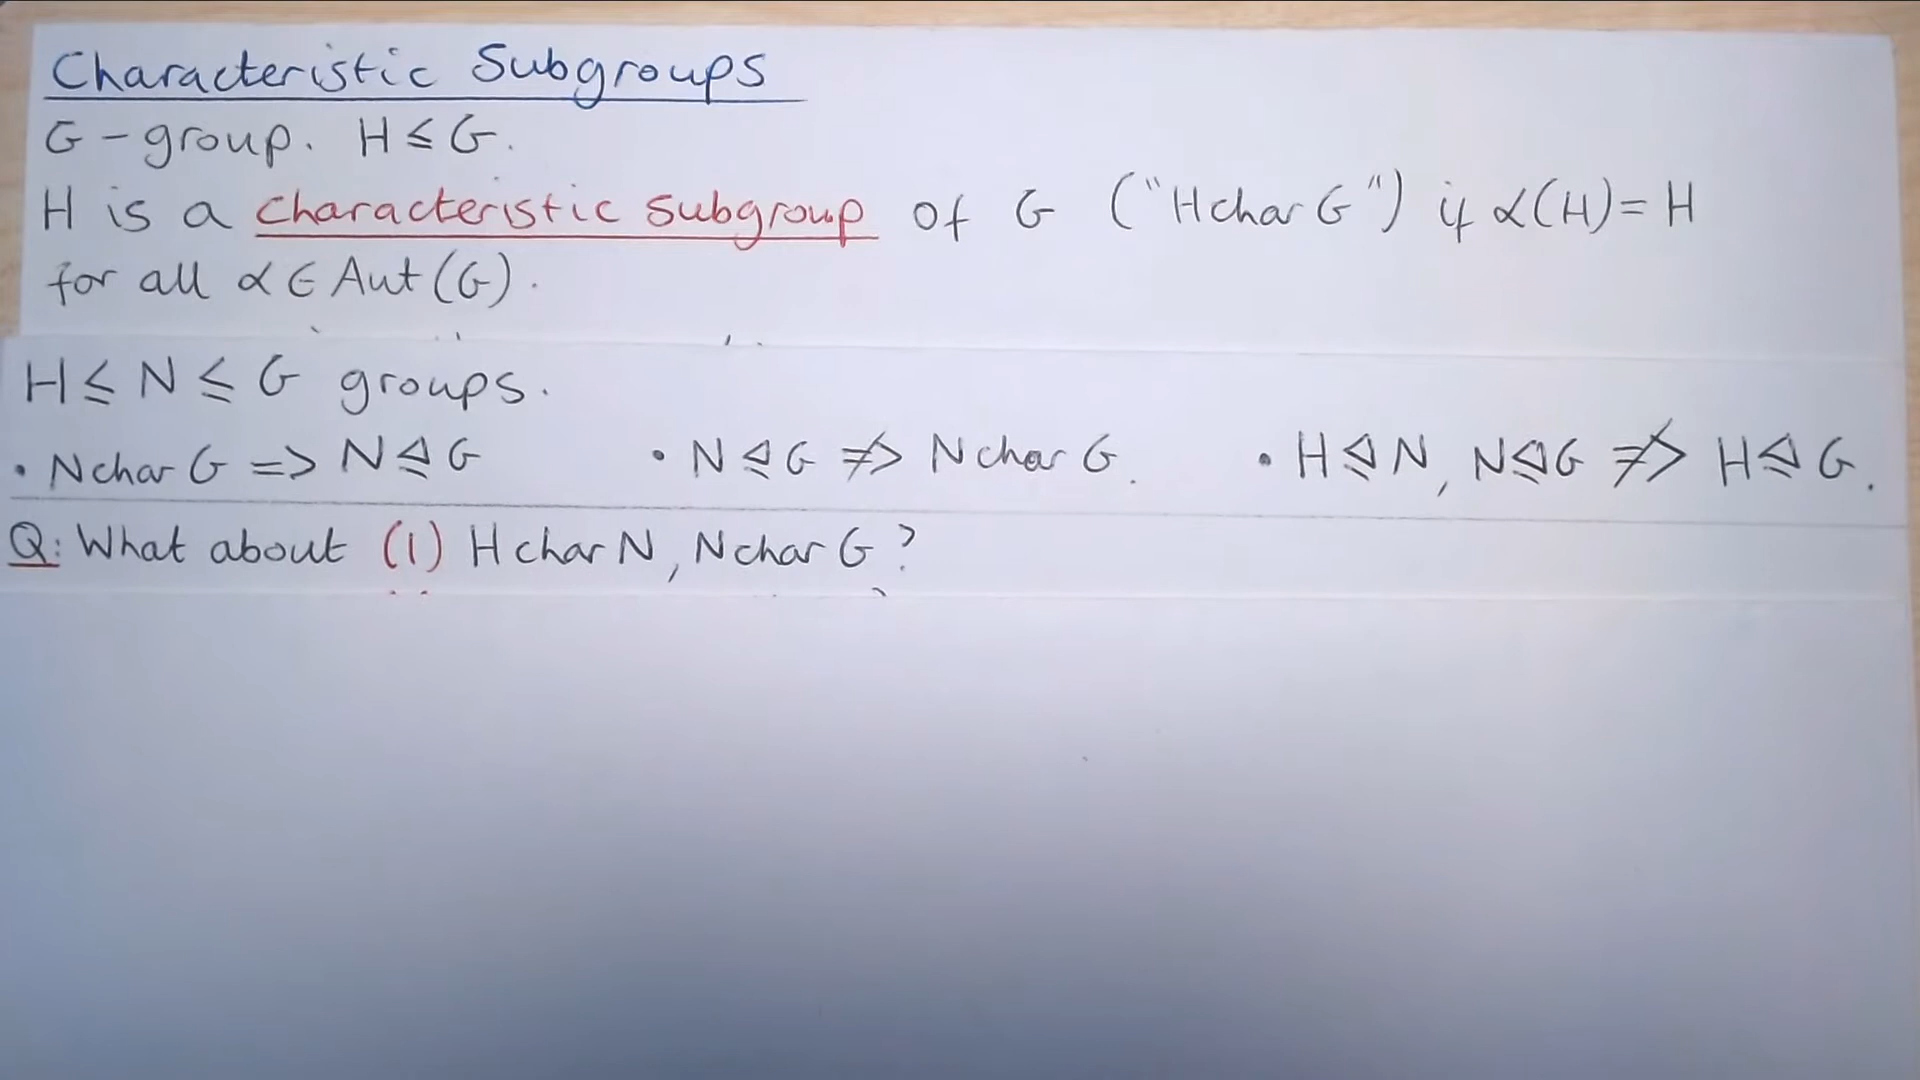 Characteristic Subgroups
G - group. H ≤ G.
H is a characteristic subgroup of G ("H char G") if α(H) = H
for all α ∈ Aut(G).
H ≤ N ≤ G groups.
• N char G => N ⊴ G • N ⊴ G ⇏ N char G. • H ⊴ N, N ⊴ G ⇏ H ⊴ G.
Q: What about (1) H char N, N char G?